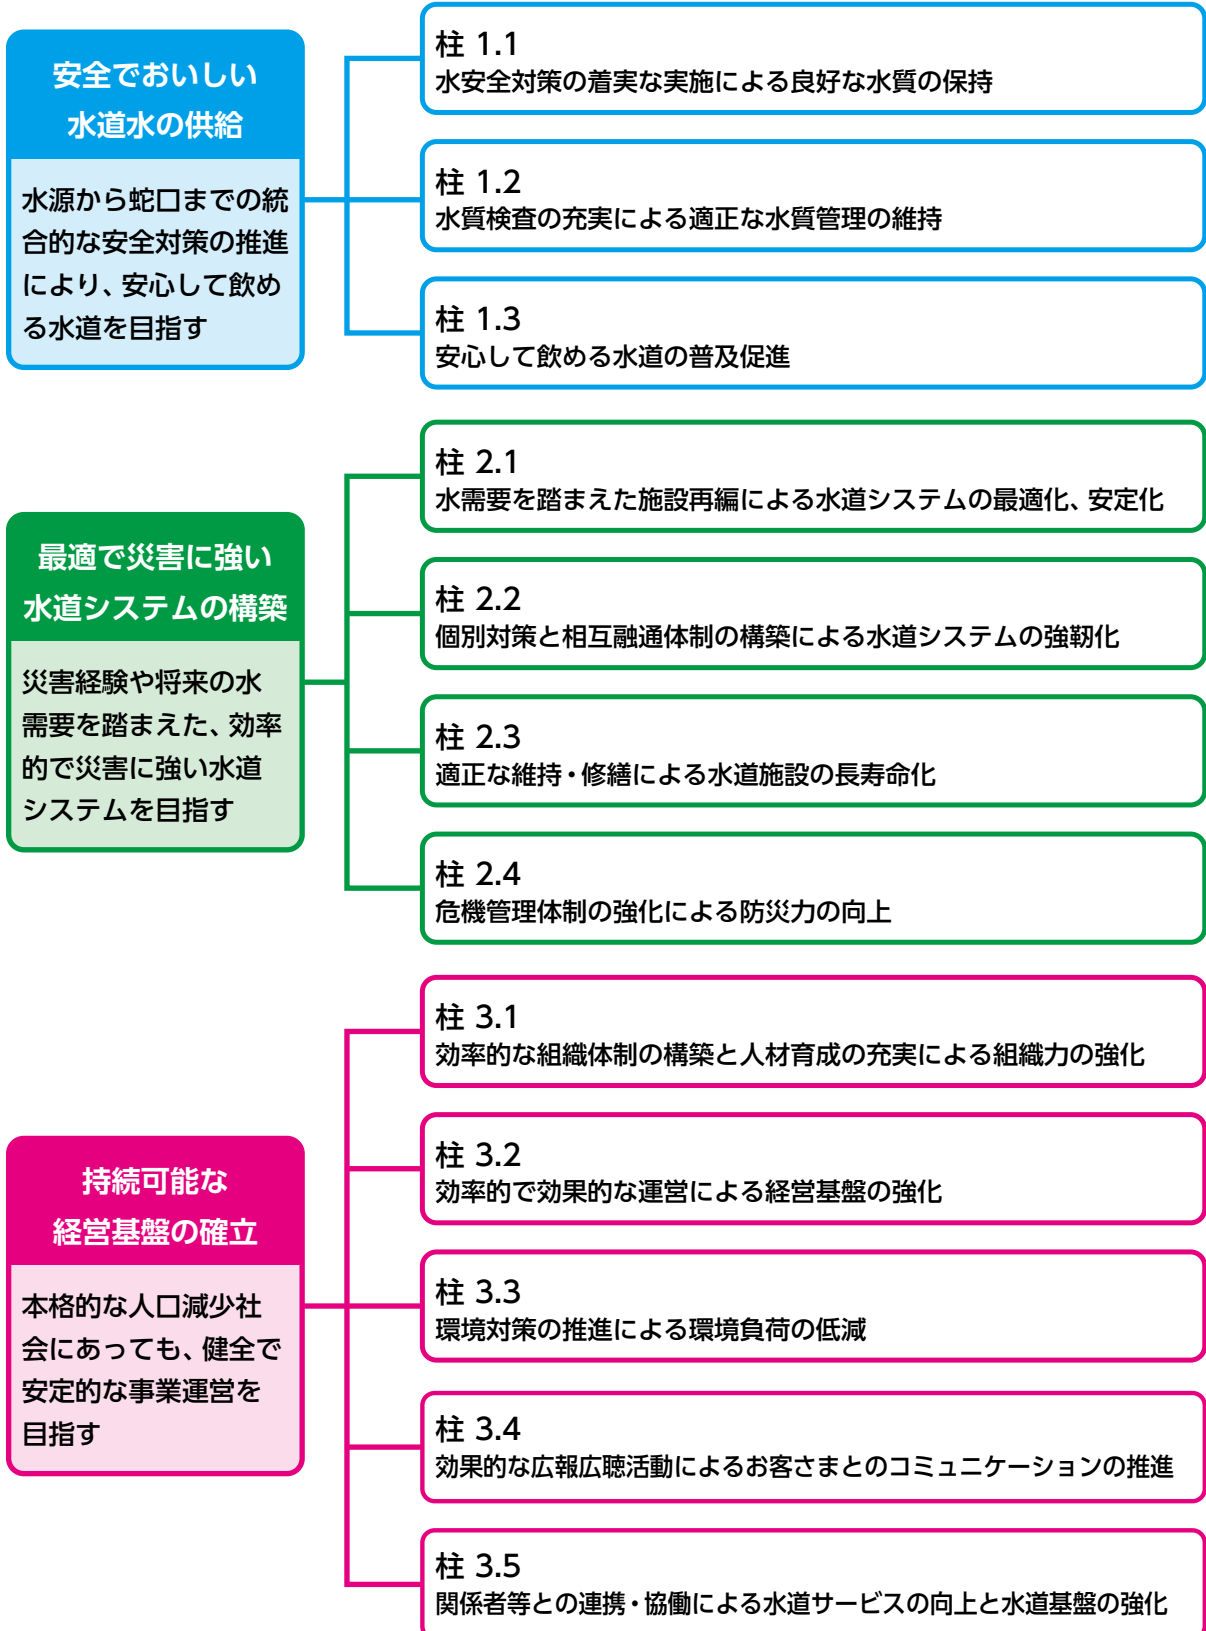 安全でおいしい
水道水の供給
水源から蛇口までの統
合的な安全対策の推進
により、安心して飲め
る水道を目指す
柱 1.1
水安全対策の着実な実施による良好な水質の保持
柱 1.2
水質検査の充実による適正な水質管理の維持
柱 1.3
安心して飲める水道の普及促進
最適で災害に強い
水道システムの構築
災害経験や将来の水
需要を踏まえた、効率
的で災害に強い水道
システムを目指す
柱 2.1
水需要を踏まえた施設再編による水道システムの最適化、安定化
柱 2.2
個別対策と相互融通体制の構築による水道システムの強靭化
柱 2.3
適正な維持・修繕による水道施設の長寿命化
柱 2.4
危機管理体制の強化による防災力の向上
持続可能な
経営基盤の確立
本格的な人口減少社
会にあっても、健全で
安定的な事業運営を
目指す
柱 3.1
効率的な組織体制の構築と人材育成の充実による組織力の強化
柱 3.2
効率的で効果的な運営による経営基盤の強化
柱 3.3
環境対策の推進による環境負荷の低減
柱 3.4
効果的な広報広聴活動によるお客さまとのコミュニケーションの推進
柱 3.5
関係者等との連携・協働による水道サービスの向上と水道基盤の強化